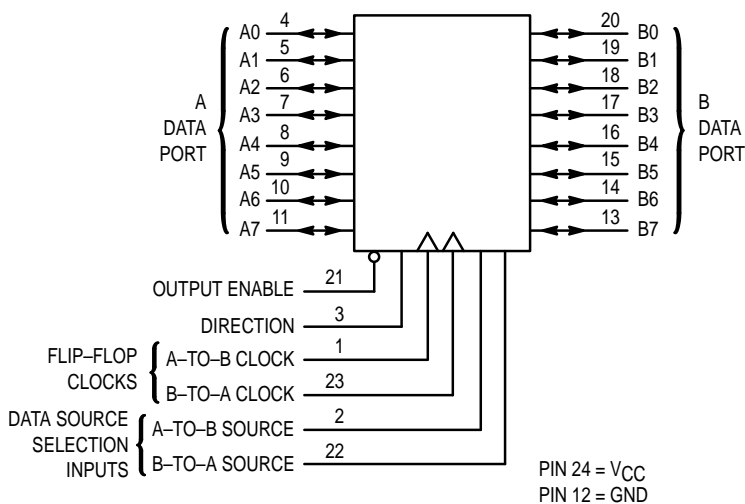 A0 4 20 B0
A1 5 19 B1
A2 6 18 B2
A3 7 17 B3
A4 8 16 B4
A5 9 15 B5
A6 10 14 B6
A7 11 13 B7
A
DATA
PORT
B
DATA
PORT
OUTPUT ENABLE 21
DIRECTION 3
FLIP–FLOP
CLOCKS
A–TO–B CLOCK 1
B–TO–A CLOCK 23
DATA SOURCE
SELECTION
INPUTS
A–TO–B SOURCE 2
B–TO–A SOURCE 22
PIN 24 = VCC
PIN 12 = GND